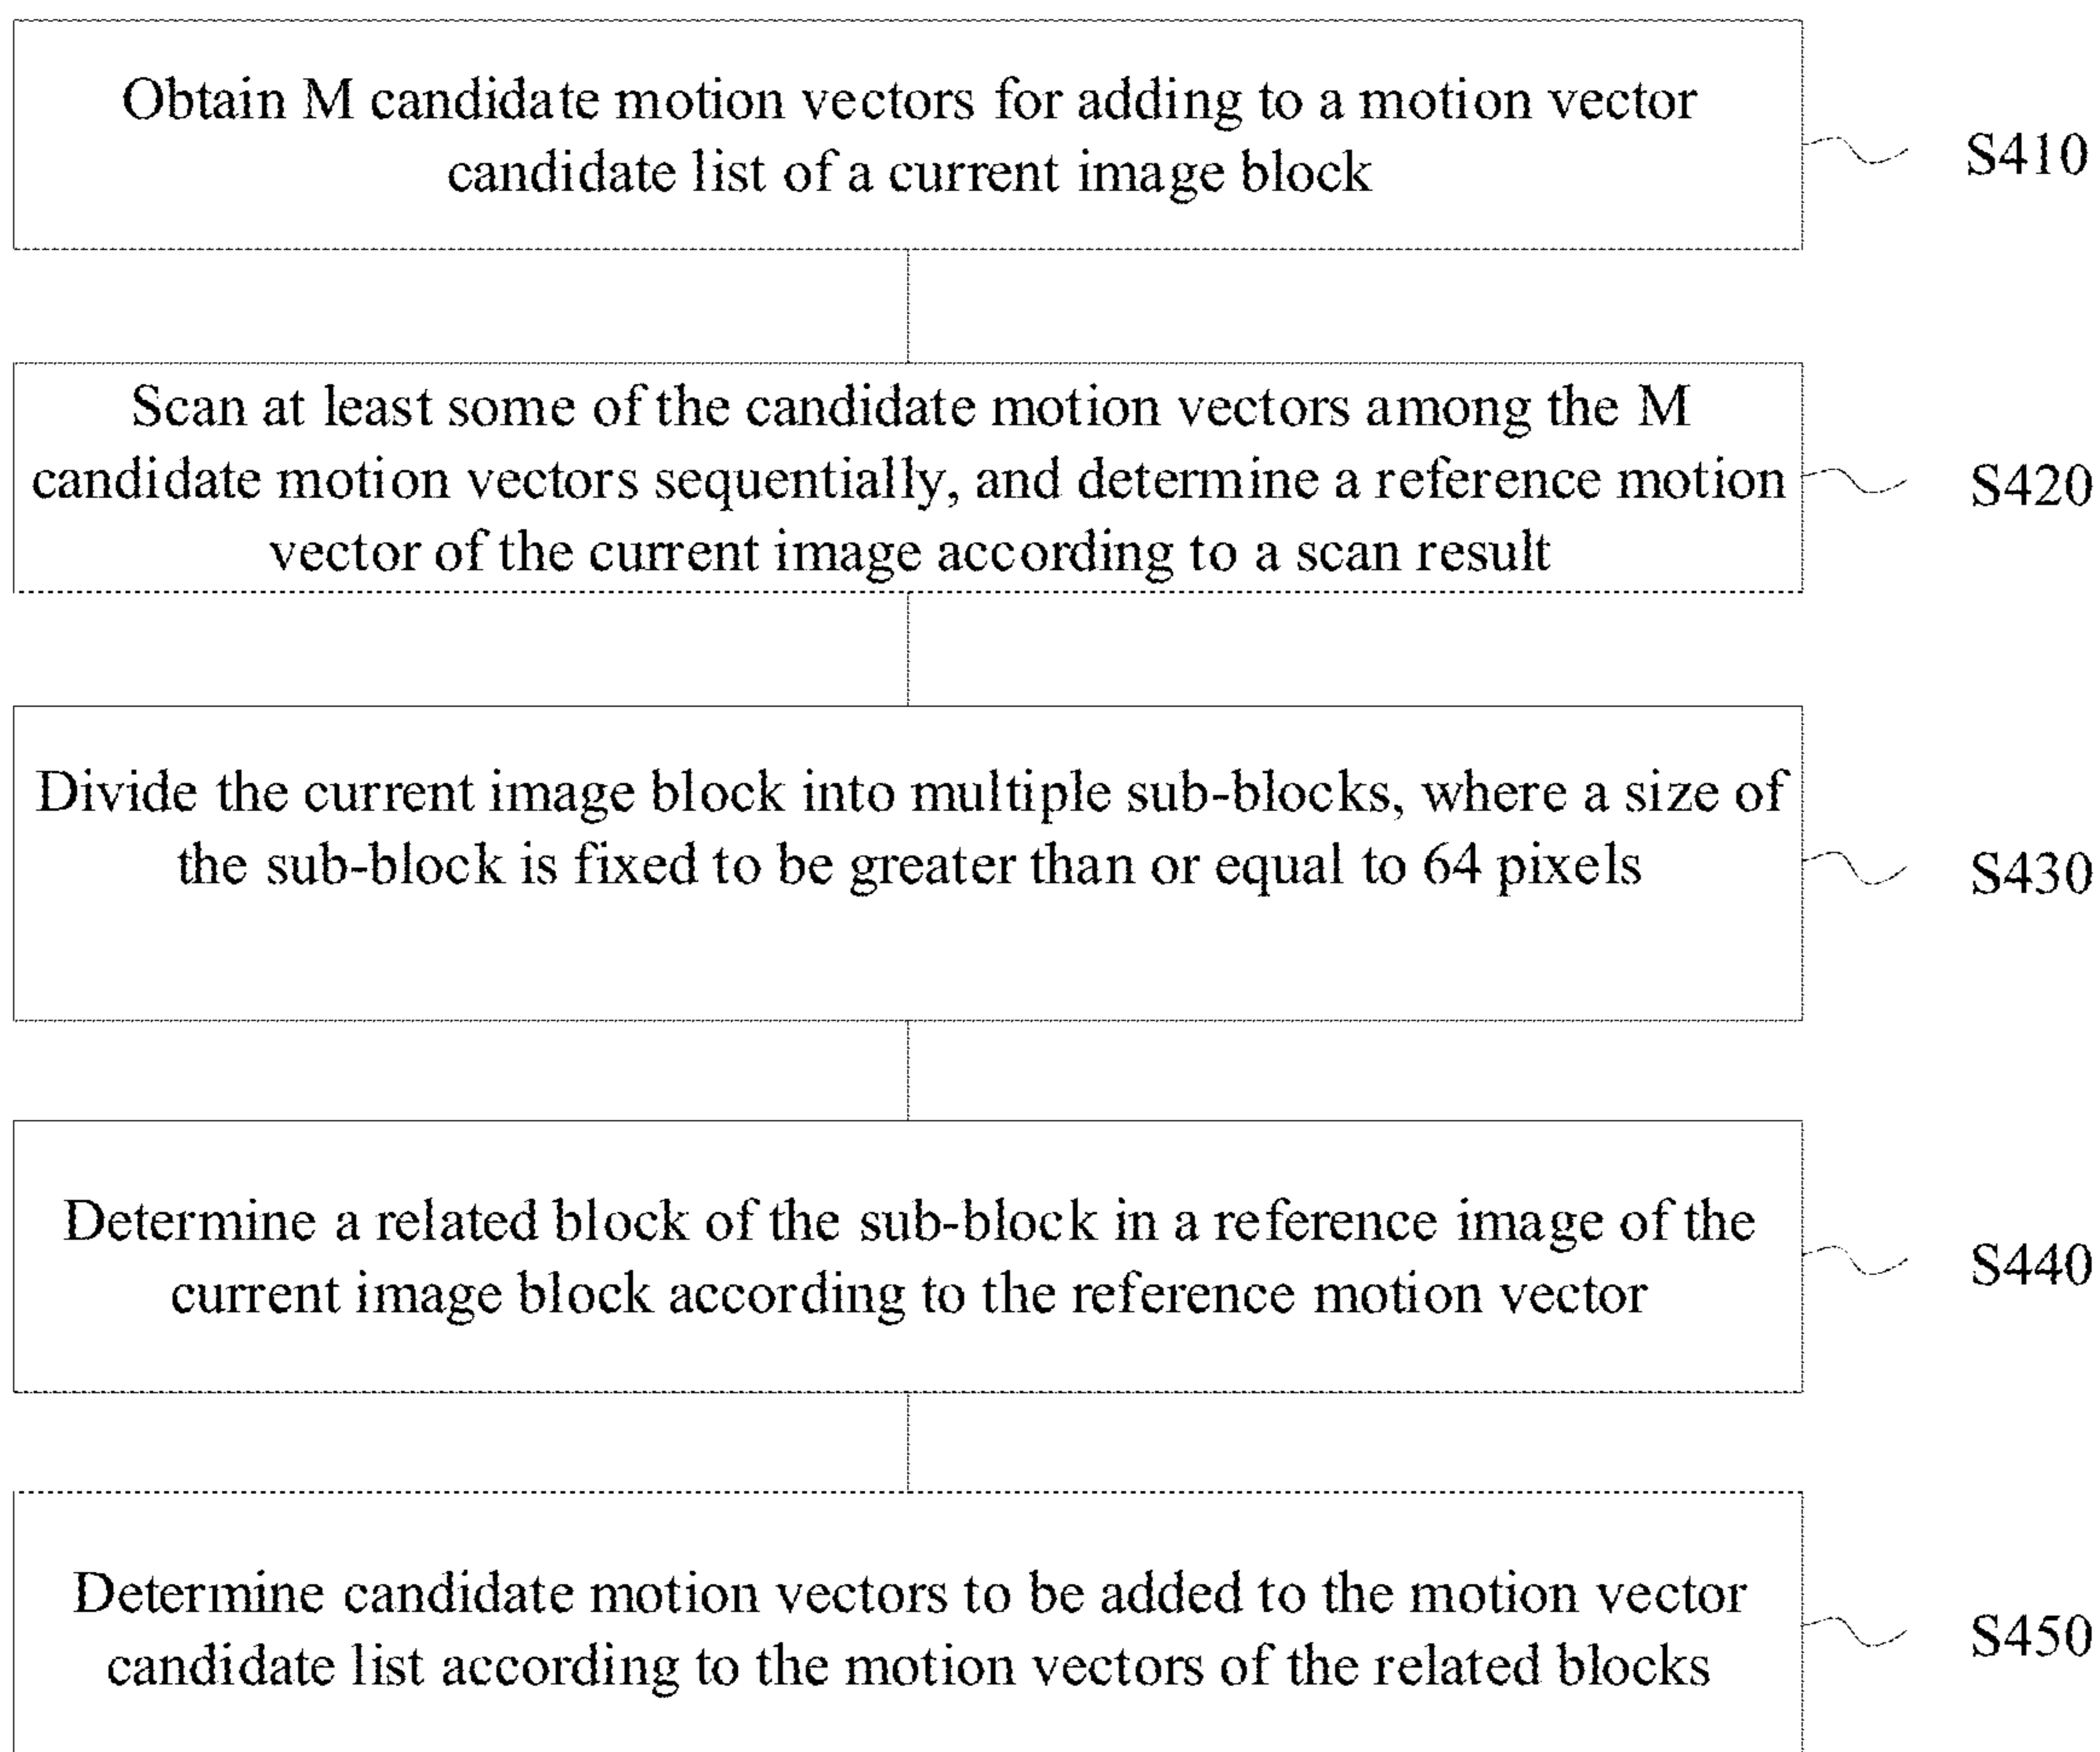 Obtain M candidate motion vectors for adding to a motion vector
candidate list of a current image block
S410
Scan at least some of the candidate motion vectors among the M
candidate motion vectors sequentially, and determine a reference motion
vector of the current image according to a scan result
S420
Divide the current image block into multiple sub-blocks, where a size of
the sub-block is fixed to be greater than or equal to 64 pixels
S430
Determine a related block of the sub-block in a reference image of the
current image block according to the reference motion vector
S440
Determine candidate motion vectors to be added to the motion vector
candidate list according to the motion vectors of the related blocks
S450